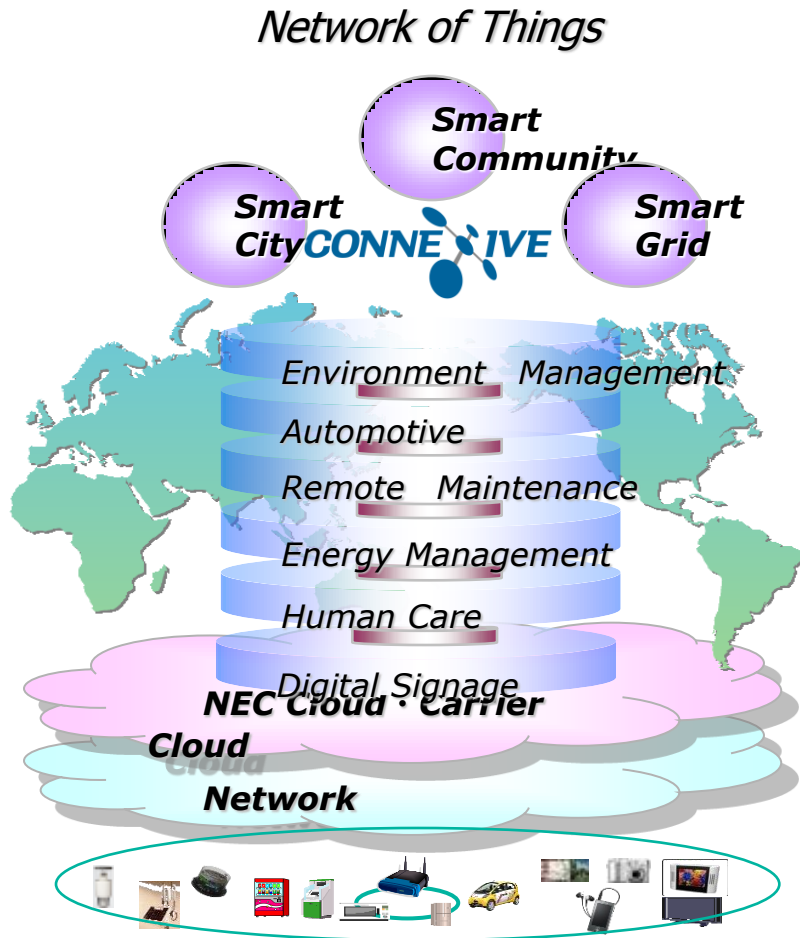 Network of Things
Smart
Community
Smart
City
CONNEXIVE
Smart
Grid
Environment Management
Automotive
Remote Maintenance
Energy Management
Human Care
Digital Signage
NEC Cloud · Carrier
Cloud
Network